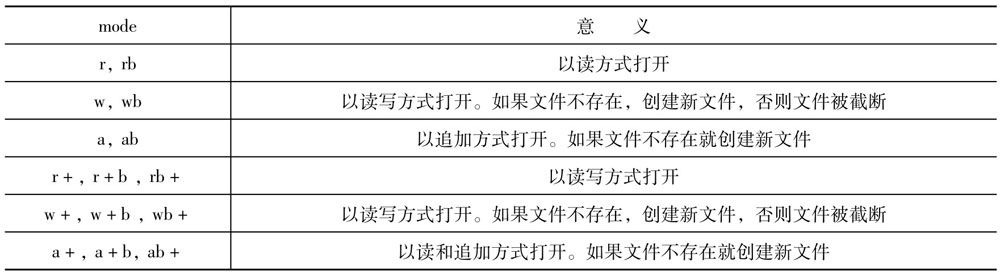 mode 意 义
r, rb 以读方式打开
w, wb 以读写方式打开。如果文件不存在，创建新文件，否则文件被截断
a, ab 以追加方式打开。如果文件不存在就创建新文件
r+, r+b , rb+ 以读写方式打开
w+, w+b , wb+ 以读写方式打开。如果文件不存在，创建新文件，否则文件被截断
a+, a+b, ab+ 以读和追加方式打开。如果文件不存在就创建新文件